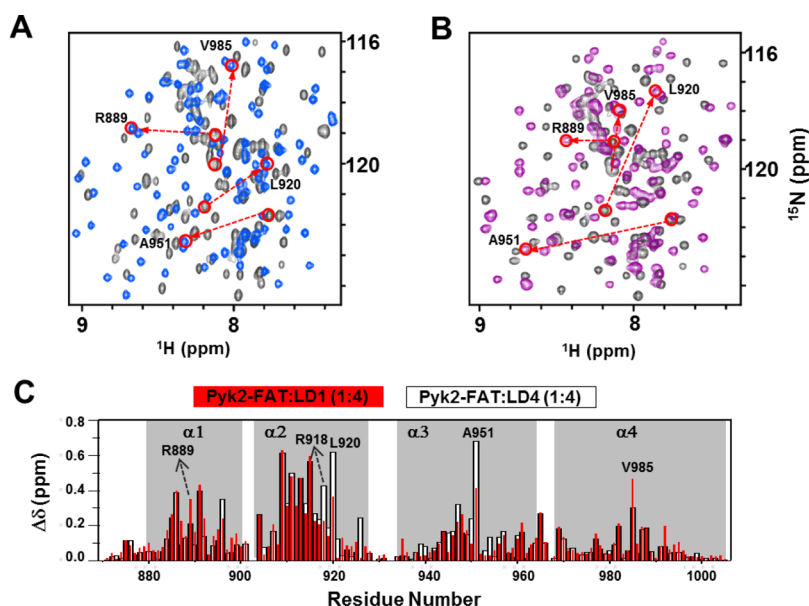 A
B
V985
R889
L920
A951
116
120
9
8
¹H (ppm)
V985
L920
R889
A951
116
120
¹⁵N (ppm)
9
8
¹H (ppm)
C
Pyk2-FAT:LD1 (1:4)
Pyk2-FAT:LD4 (1:4)
0.8
0.6
0.4
0.2
0.0
Δδ (ppm)
α1
R889
α2
R918
L920
α3
A951
α4
V985
880
900
920
940
960
980
1000
Residue Number